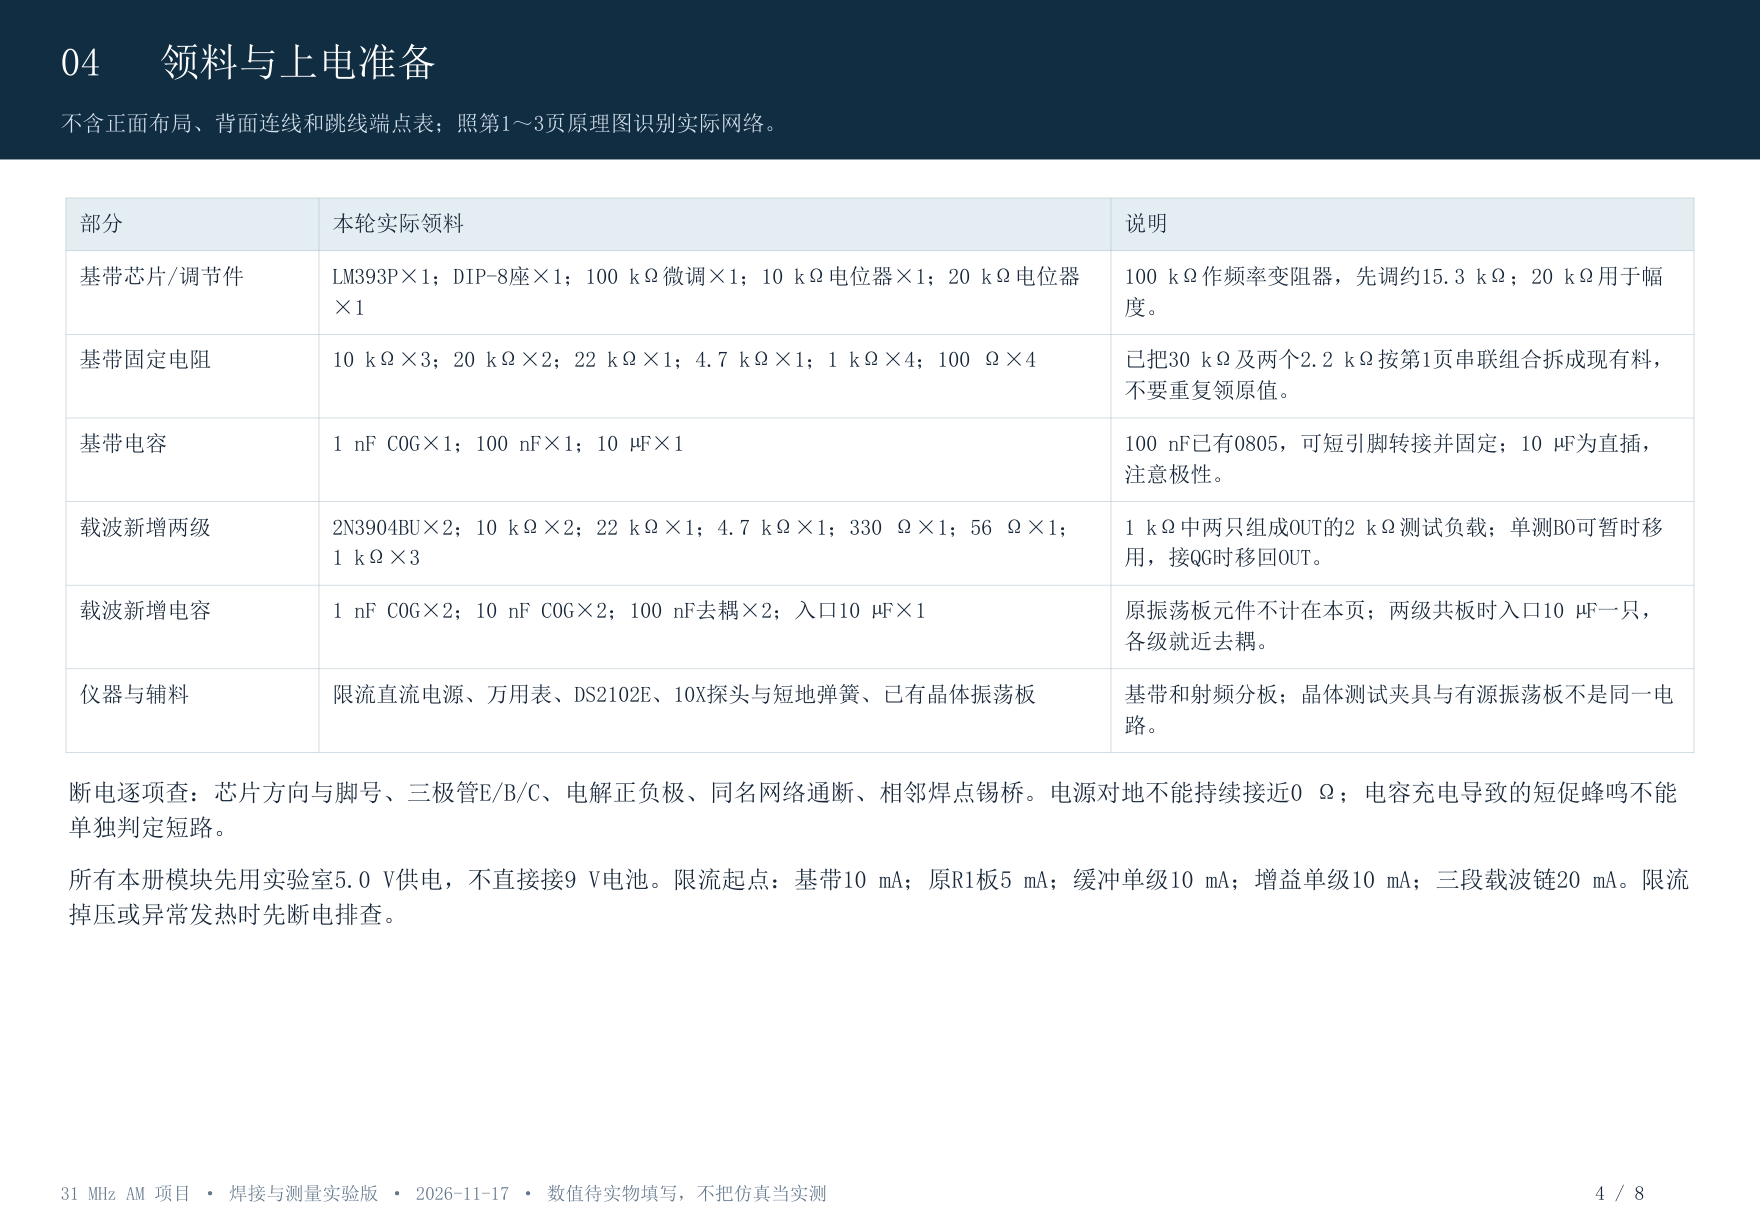 04 领料与上电准备
不含正面布局、背面连线和跳线端点表；照第1～3页原理图识别实际网络。
部分 本轮实际领料 说明
基带芯片/调节件 LM393P×1；DIP-8座×1；100 kΩ微调×1；10 kΩ电位器×1；20 kΩ电位器 100 kΩ作频率变阻器，先调约15.3 kΩ；20 kΩ用于幅
×1 度。
基带固定电阻 10 kΩ×3；20 kΩ×2；22 kΩ×1；4.7 kΩ×1；1 kΩ×4；100 Ω×4 已把30 kΩ及两个2.2 kΩ按第1页串联组合拆成现有料，
不要重复领原值。
基带电容 1 nF C0G×1；100 nF×1；10 μF×1 100 nF已有0805，可短引脚转接并固定；10 μF为直插，
注意极性。
载波新增两级 2N3904BU×2；10 kΩ×2；22 kΩ×1；4.7 kΩ×1；330 Ω×1；56 Ω×1； 1 kΩ中两只组成OUT的2 kΩ测试负载；单测BO可暂时移
1 kΩ×3 用，接QG时移回OUT。
载波新增电容 1 nF C0G×2；10 nF C0G×2；100 nF去耦×2；入口10 μF×1 原振荡板元件不计在本页；两级共板时入口10 μF一只，
各级就近去耦。
仪器与辅料 限流直流电源、万用表、DS2102E、10X探头与短地弹簧、已有晶体振荡板 基带和射频分板；晶体测试夹具与有源振荡板不是同一电
路。
断电逐项查：芯片方向与脚号、三极管E/B/C、电解正负极、同名网络通断、相邻焊点锡桥。电源对地不能持续接近0 Ω；电容充电导致的短促蜂鸣不能
单独判定短路。
所有本册模块先用实验室5.0 V供电，不直接接9 V电池。限流起点：基带10 mA；原R1板5 mA；缓冲单级10 mA；增益单级10 mA；三段载波链20 mA。限流
掉压或异常发热时先断电排查。
31 MHz AM 项目 • 焊接与测量实验版 • 2026-11-17 • 数值待实物填写，不把仿真当实测 4 / 8